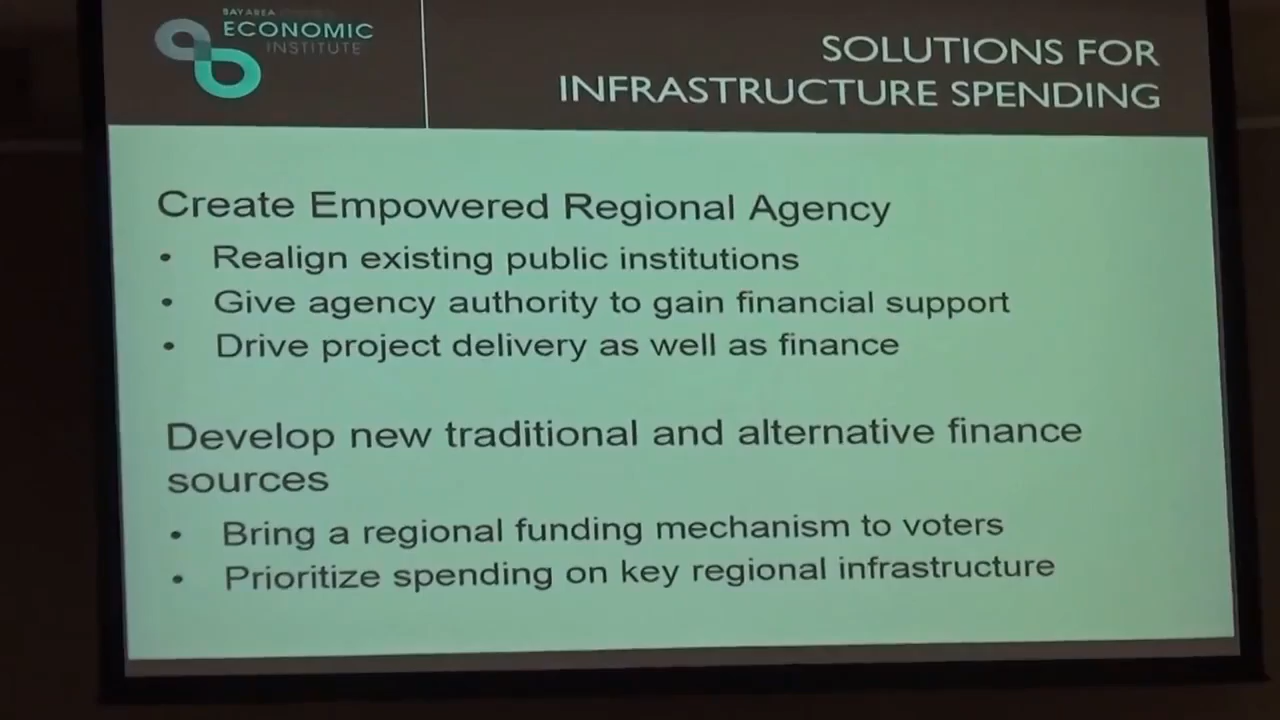 BAY AREA
ECONOMIC
INSTITUTE
SOLUTIONS FOR
INFRASTRUCTURE SPENDING
Create Empowered Regional Agency
• Realign existing public institutions
• Give agency authority to gain financial support
• Drive project delivery as well as finance
Develop new traditional and alternative finance
sources
• Bring a regional funding mechanism to voters
• Prioritize spending on key regional infrastructure